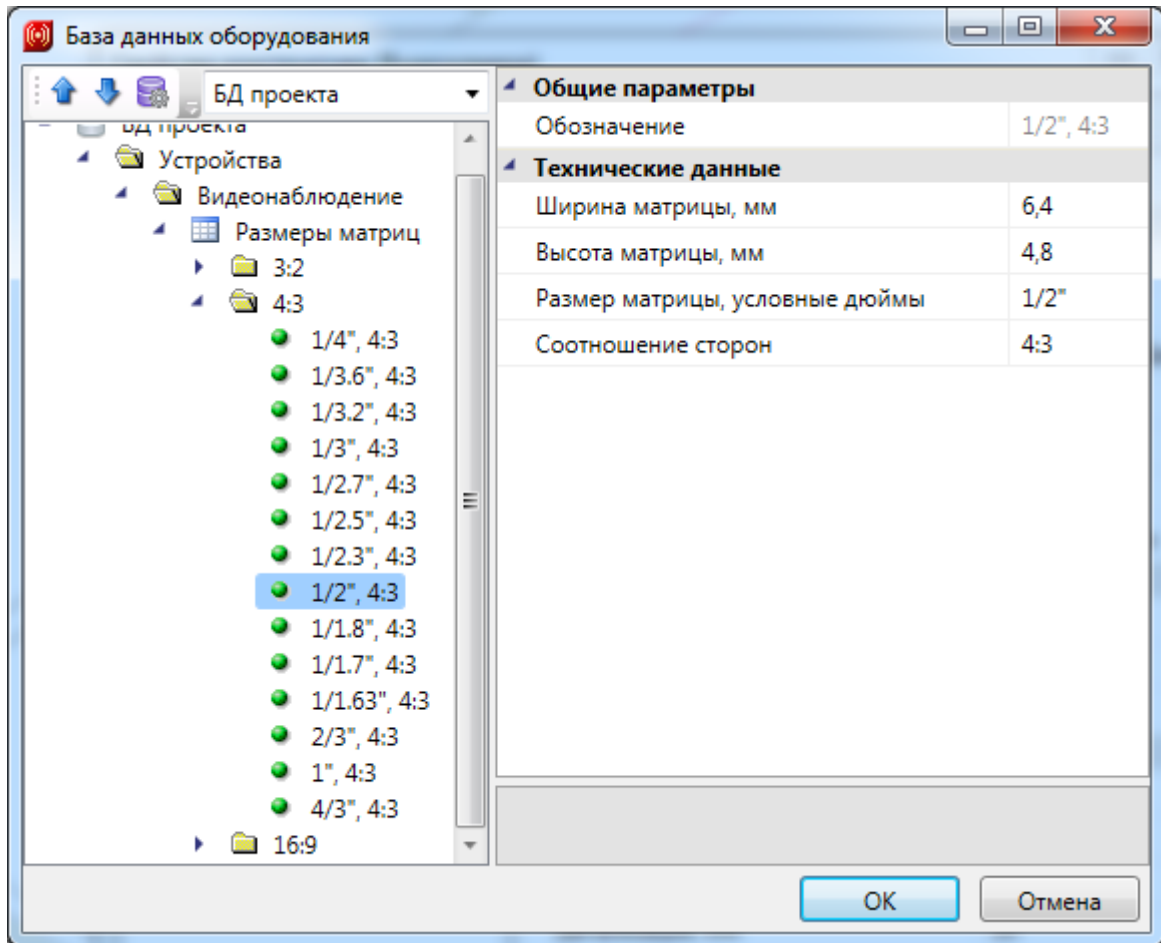 База данных оборудования
БД проекта
БД проекта
Устройства
Видеонаблюдение
Размеры матриц
3:2
4:3
1/4", 4:3
1/3.6", 4:3
1/3.2", 4:3
1/3", 4:3
1/2.7", 4:3
1/2.5", 4:3
1/2.3", 4:3
1/2", 4:3
1/1.8", 4:3
1/1.7", 4:3
1/1.63", 4:3
2/3", 4:3
1", 4:3
4/3", 4:3
16:9
Общие параметры
Обозначение 1/2", 4:3
Технические данные
Ширина матрицы, мм 6,4
Высота матрицы, мм 4,8
Размер матрицы, условные дюймы 1/2"
Соотношение сторон 4:3
OK Отмена